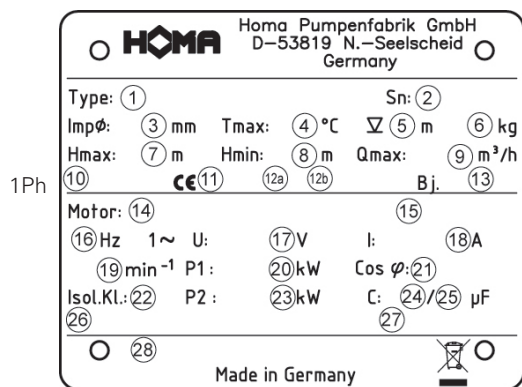 HOMA
Homa Pumpenfabrik GmbH
D–53819 N.–Seelscheid
Germany
Type: 1 Sn: 2
Impø: 3 mm Tmax: 4 °C 5 m 6 kg
Hmax: 7 m Hmin: 8 m Qmax: 9 m³/h
1Ph 10 CE 11 12a 12b Bj. 13
Motor: 14 15
16 Hz 1~ U: 17 V I: 18 A
19 min⁻¹ P1: 20 kW Cos φ: 21
Isol.Kl.: 22 P2: 23 kW C: 24/25 µF
26 27
28
Made in Germany